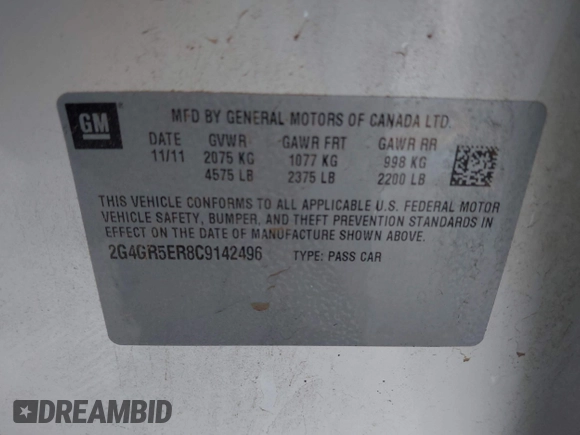 GM
MFD BY GENERAL MOTORS OF CANADA LTD.
DATE GVWR GAWR FRT GAWR RR
11/11 2075 KG 1077 KG 998 KG
4575 LB 2375 LB 2200 LB
THIS VEHICLE CONFORMS TO ALL APPLICABLE U.S. FEDERAL MOTOR
VEHICLE SAFETY, BUMPER, AND THEFT PREVENTION STANDARDS IN
EFFECT ON THE DATE OF MANUFACTURE SHOWN ABOVE.
2G4GR5ER8C9142496 TYPE: PASS CAR
DREAMBID